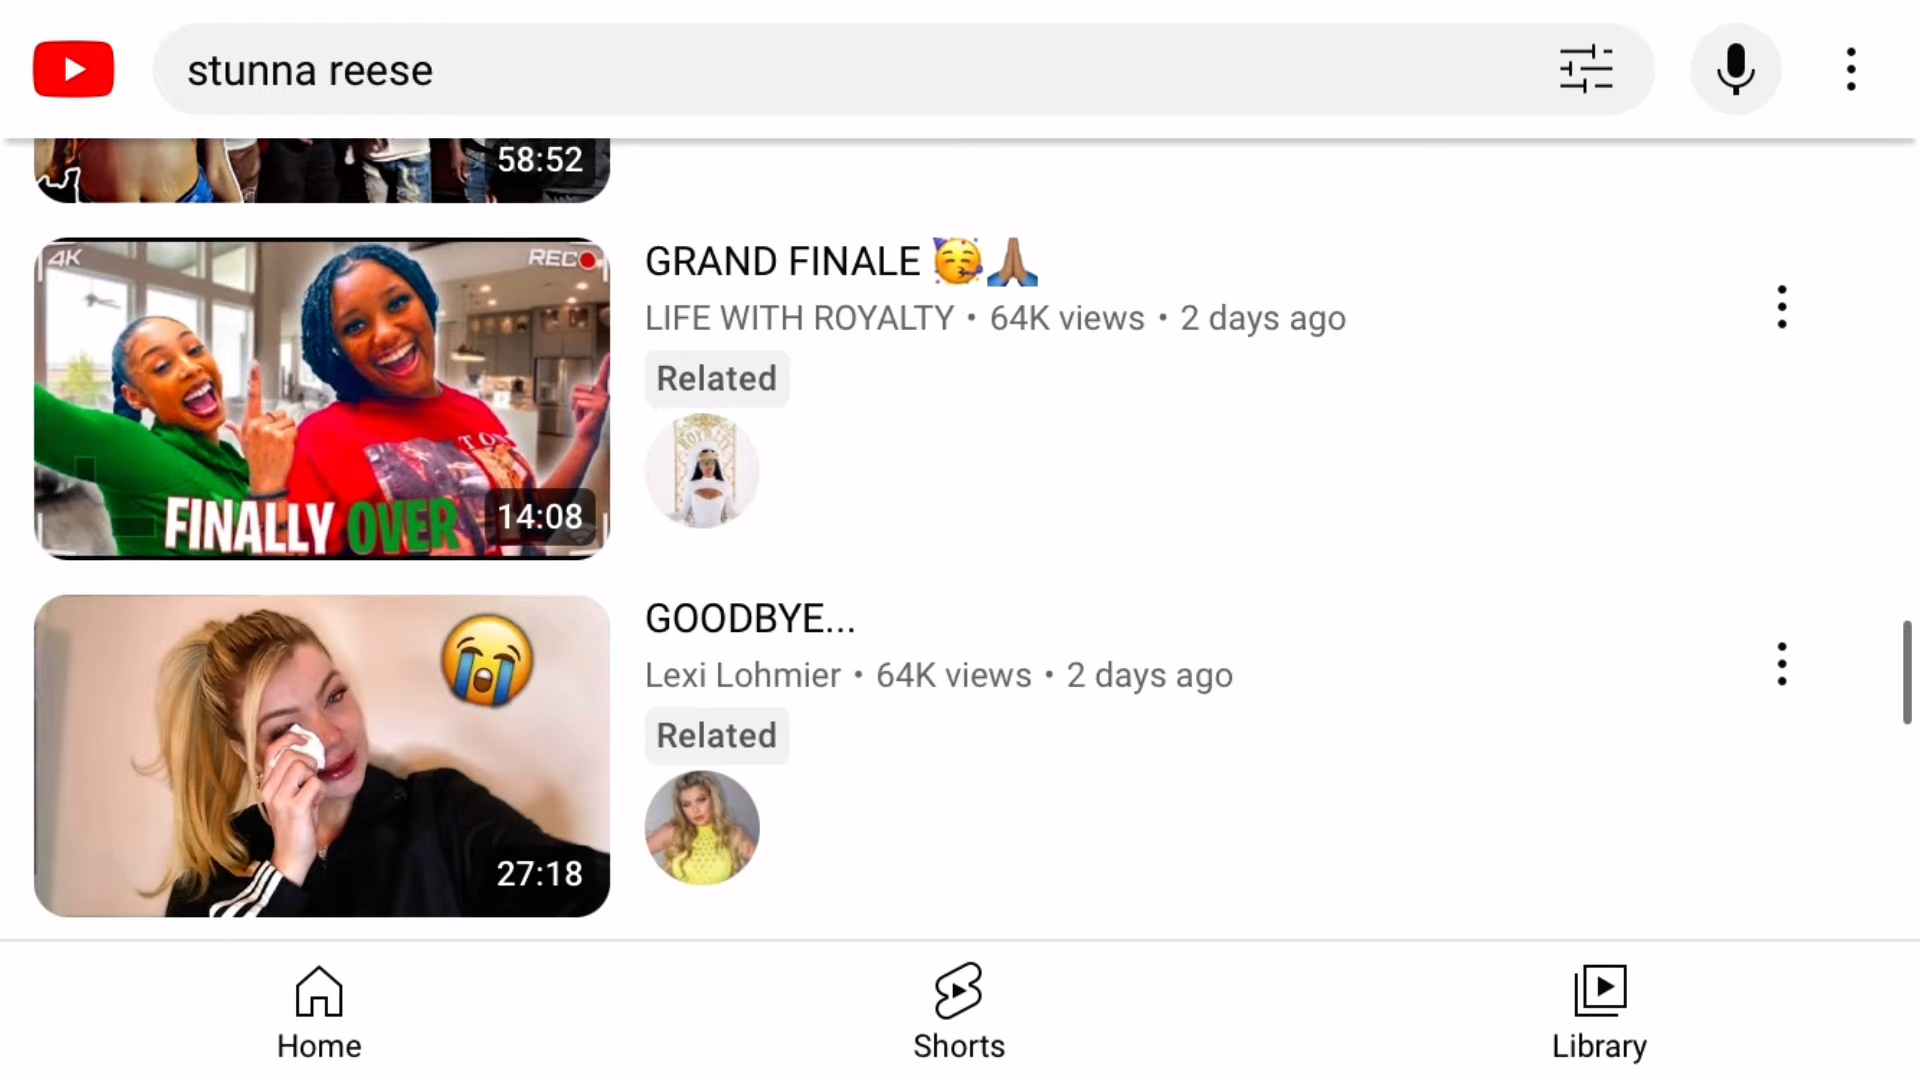 stunna reese
58:52
4K
REC
FINALLY OVER
14:08
GRAND FINALE 🥳🙏🏽
LIFE WITH ROYALTY • 64K views • 2 days ago
Related
ROYALTY
27:18
GOODBYE...
Lexi Lohmier • 64K views • 2 days ago
Related
Home
Shorts
Library